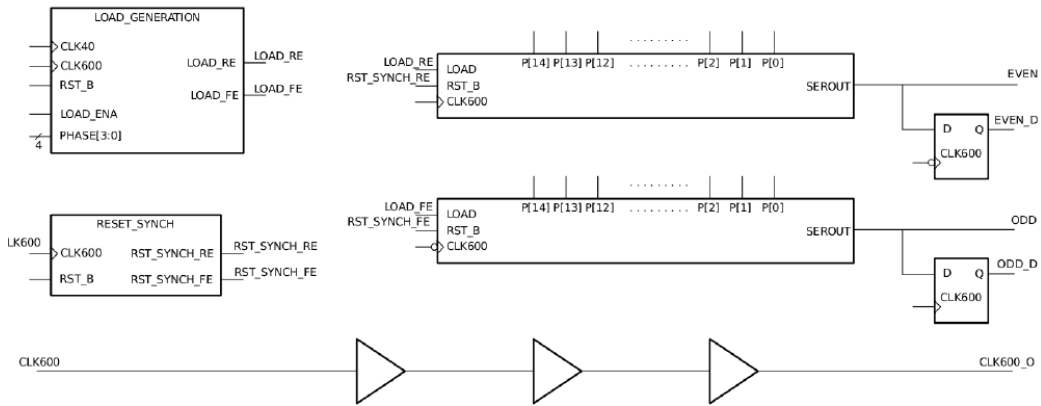 LOAD_GENERATION
CLK40
CLK600
RST_B
LOAD_ENA
PHASE[3:0]
4
LOAD_RE
LOAD_FE
LOAD_RE
LOAD_FE
LOAD_RE
RST_SYNCH_RE
LOAD
RST_B
CLK600
P[14] P[13] P[12] ......... P[2] P[1] P[0]
SEROUT
EVEN
D Q
CLK600
EVEN_D
RESET_SYNCH
LK600
CLK600
RST_B
RST_SYNCH_RE
RST_SYNCH_FE
RST_SYNCH_RE
RST_SYNCH_FE
LOAD_FE
RST_SYNCH_FE
LOAD
RST_B
CLK600
P[14] P[13] P[12] ......... P[2] P[1] P[0]
SEROUT
ODD
D Q
CLK600
ODD_D
CLK600
CLK600_O